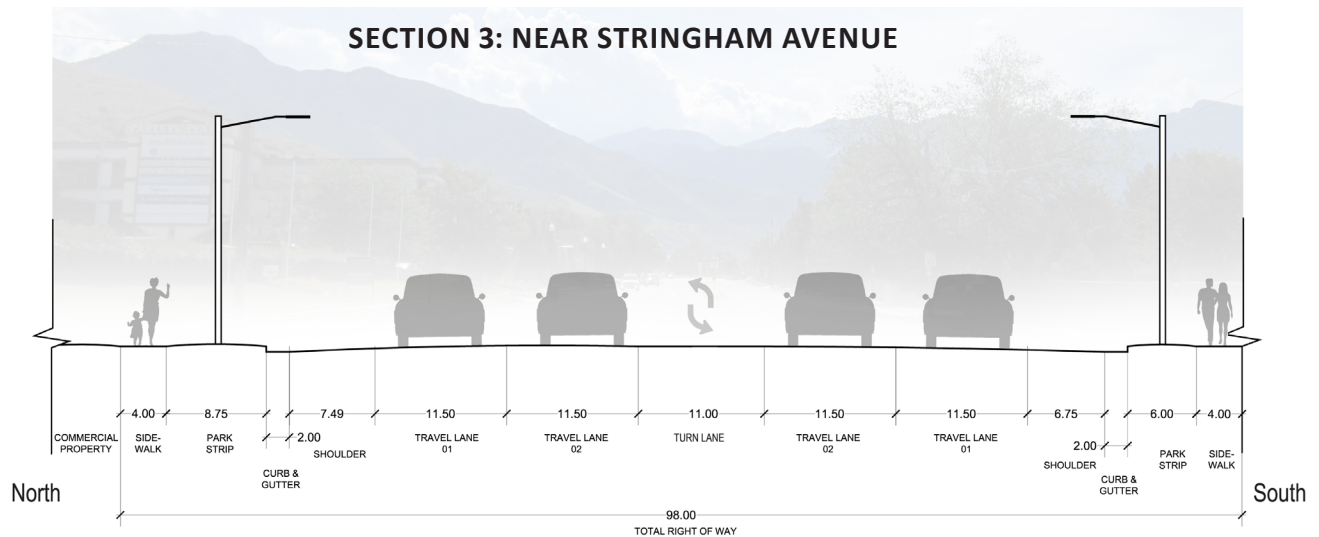 SECTION 3: NEAR STRINGHAM AVENUE
4.00 8.75 7.49 11.50 11.50 11.00 11.50 11.50 6.75 6.00 4.00
2.00 2.00
COMMERCIAL
PROPERTY
SIDE-
WALK
PARK
STRIP
CURB &
GUTTER
SHOULDER
TRAVEL LANE
01
TRAVEL LANE
02
TURN LANE
TRAVEL LANE
02
TRAVEL LANE
01
SHOULDER
CURB &
GUTTER
PARK
STRIP
SIDE-
WALK
North
South
98.00
TOTAL RIGHT OF WAY